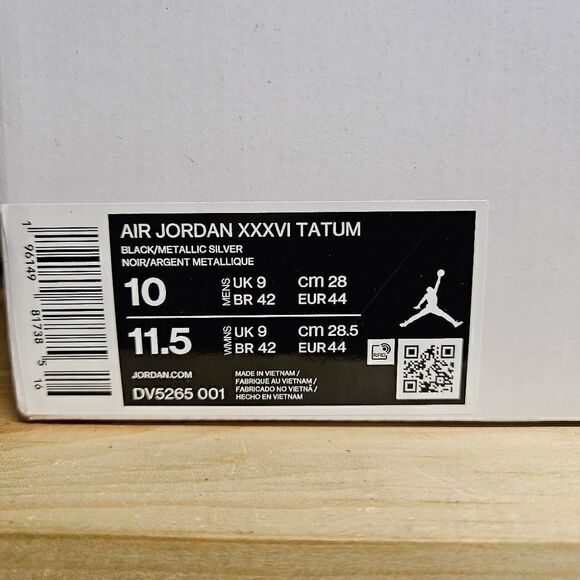 AIR JORDAN XXXVI TATUM
BLACK/METALLIC SILVER
NOIR/ARGENT METALLIQUE
10 MENS UK 9 CM 28
BR 42 EUR 44
11.5 WMNS UK 9 CM 28.5
BR 42 EUR 44
JORDAN.COM
DV5265 001
MADE IN VIETNAM /
FABRIQUE AU VIETNAM /
FABRICADO NO VIETNÃ /
HECHO EN VIETNAM
RFID
1 96149 81738 5 16